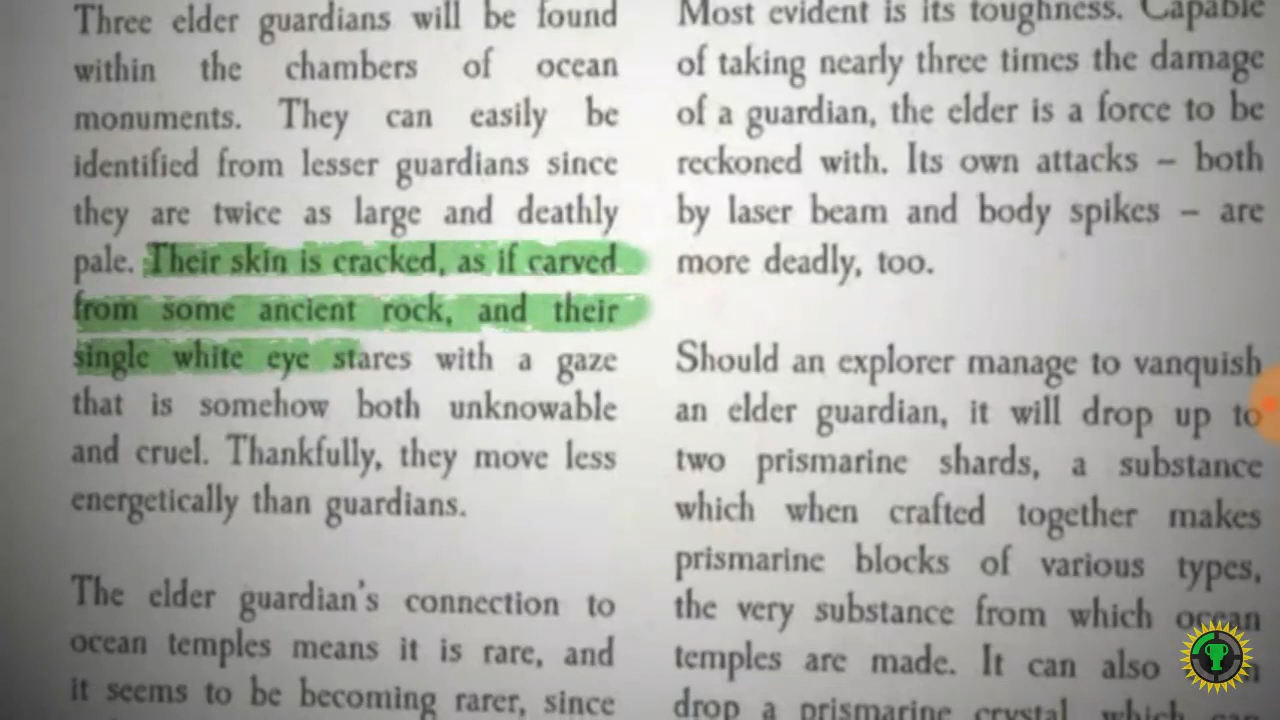 Three elder guardians will be found
within the chambers of ocean
monuments. They can easily be
identified from lesser guardians since
they are twice as large and deathly
pale. Their skin is cracked, as if carved
from some ancient rock, and their
single white eye stares with a gaze
that is somehow both unknowable
and cruel. Thankfully, they move less
energetically than guardians.
The elder guardian's connection to
ocean temples means it is rare, and
it seems to be becoming rarer, since
Most evident is its toughness. Capable
of taking nearly three times the damage
of a guardian, the elder is a force to be
reckoned with. Its own attacks – both
by laser beam and body spikes – are
more deadly, too.
Should an explorer manage to vanquish
an elder guardian, it will drop up to
two prismarine shards, a substance
which when crafted together makes
prismarine blocks of various types,
the very substance from which ocean
temples are made. It can also
drop a prismarine crystal, which can